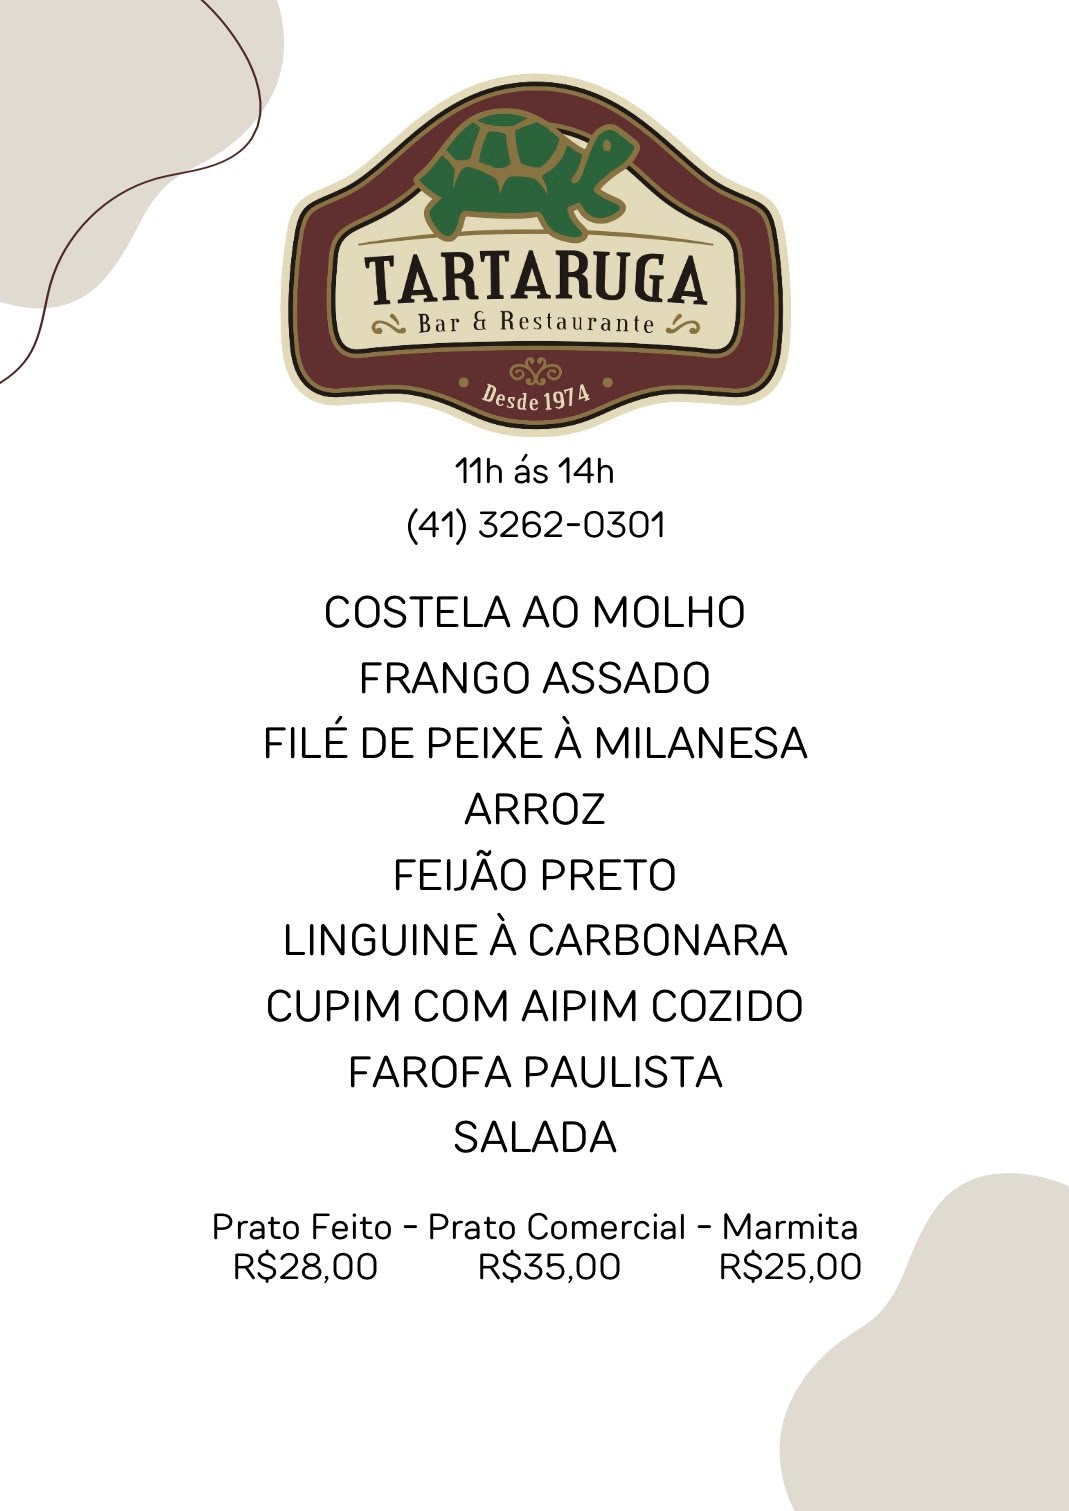 TARTARUGA
Bar & Restaurante
Desde 1974
11h ás 14h
(41) 3262-0301
COSTELA AO MOLHO
FRANGO ASSADO
FILÉ DE PEIXE À MILANESA
ARROZ
FEIJÃO PRETO
LINGUINE À CARBONARA
CUPIM COM AIPIM COZIDO
FAROFA PAULISTA
SALADA
Prato Feito - Prato Comercial - Marmita
R$28,00 R$35,00 R$25,00